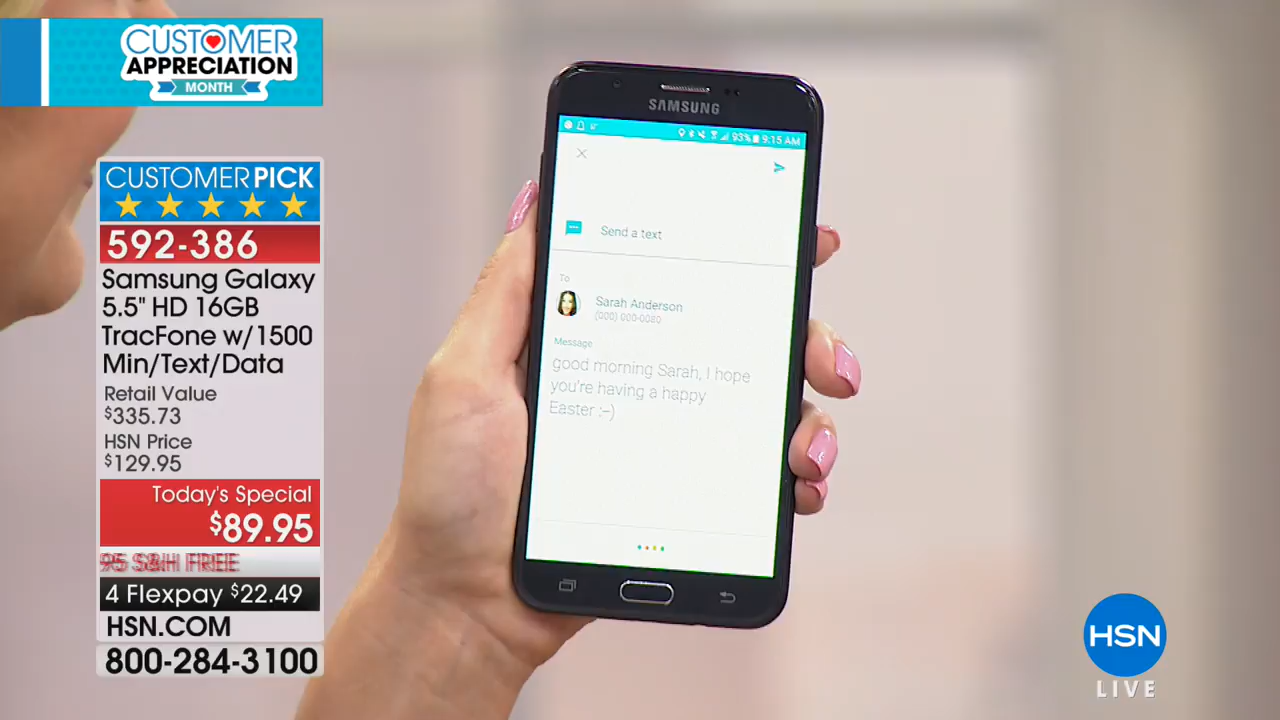 CUSTOMER
APPRECIATION
MONTH
CUSTOMER PICK
592-386
Samsung Galaxy
5.5" HD 16GB
TracFone w/1500
Min/Text/Data
Retail Value
$335.73
HSN Price
$129.95
Today's Special
$89.95
95 S&H FREE
4 Flexpay $22.49
HSN.COM
800-284-3100
SAMSUNG
93% 9:15 AM
Send a text
To
Sarah Anderson
(000) 000-0080
Message
good morning Sarah, I hope
you're having a happy
Easter :-)
HSN
LIVE